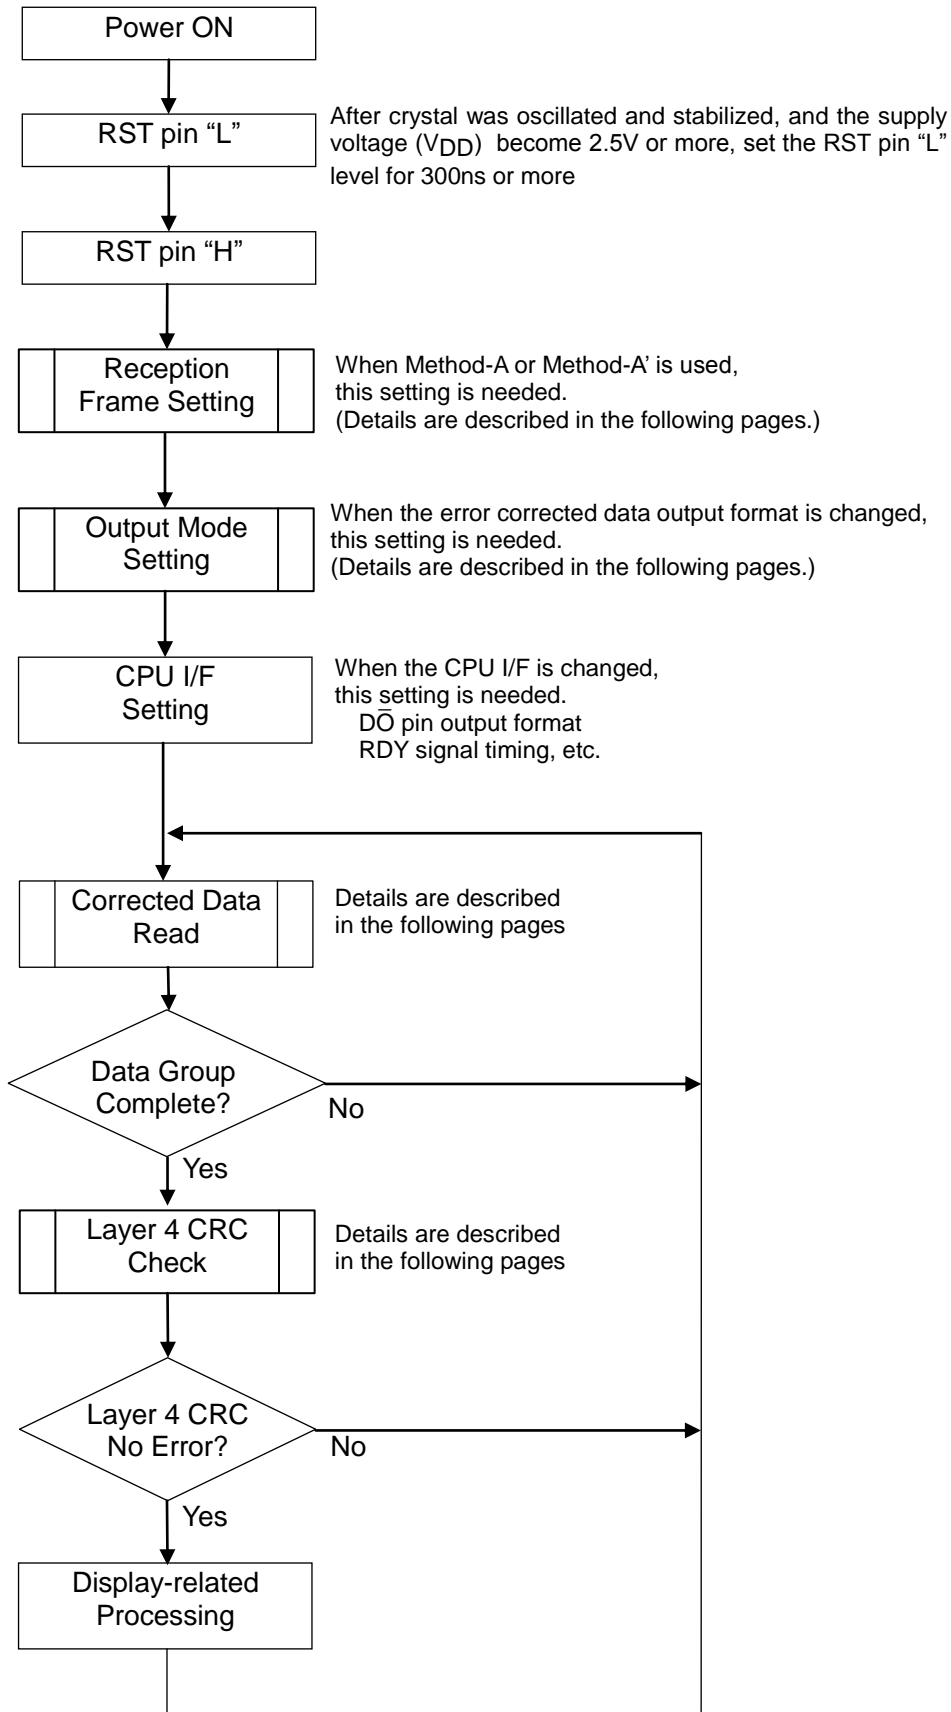 Power ON
RST pin “L”
After crystal was oscillated and stabilized, and the supply
voltage (VDD) become 2.5V or more, set the RST pin “L”
level for 300ns or more
RST pin “H”
Reception
Frame Setting
When Method-A or Method-A’ is used,
this setting is needed.
(Details are described in the following pages.)
Output Mode
Setting
When the error corrected data output format is changed,
this setting is needed.
(Details are described in the following pages.)
CPU I/F
Setting
When the CPU I/F is changed,
this setting is needed.
DO̅ pin output format
RDY signal timing, etc.
Corrected Data
Read
Details are described
in the following pages
Data Group
Complete?
No
Yes
Layer 4 CRC
Check
Details are described
in the following pages
Layer 4 CRC
No Error?
No
Yes
Display-related
Processing